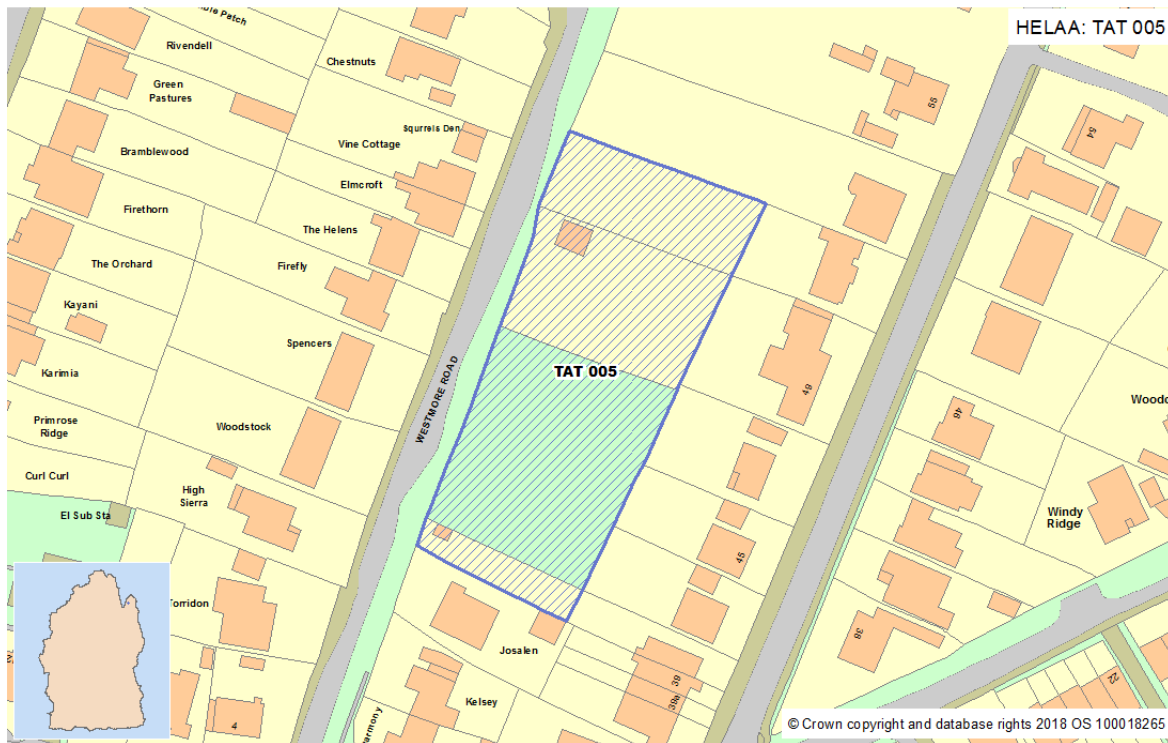 HELAA: TAT 005
Patch
Rivendell
Chestnuts
Green
Pastures
55
54
Squrrels Den
Vine Cottage
Bramblewood
Elmcroft
Firethorn
The Helens
The Orchard
Firefly
Kayani
Spencers
TAT 005
WESTMORE ROAD
Karimia
49
46
Primrose
Ridge
Woodstock
Curl Curl
High
Sierra
El Sub Sta
Windy
Ridge
45
Torridon
38
Josalen
39
39a
Kelsey
22
4
© Crown copyright and database rights 2018 OS 100018265